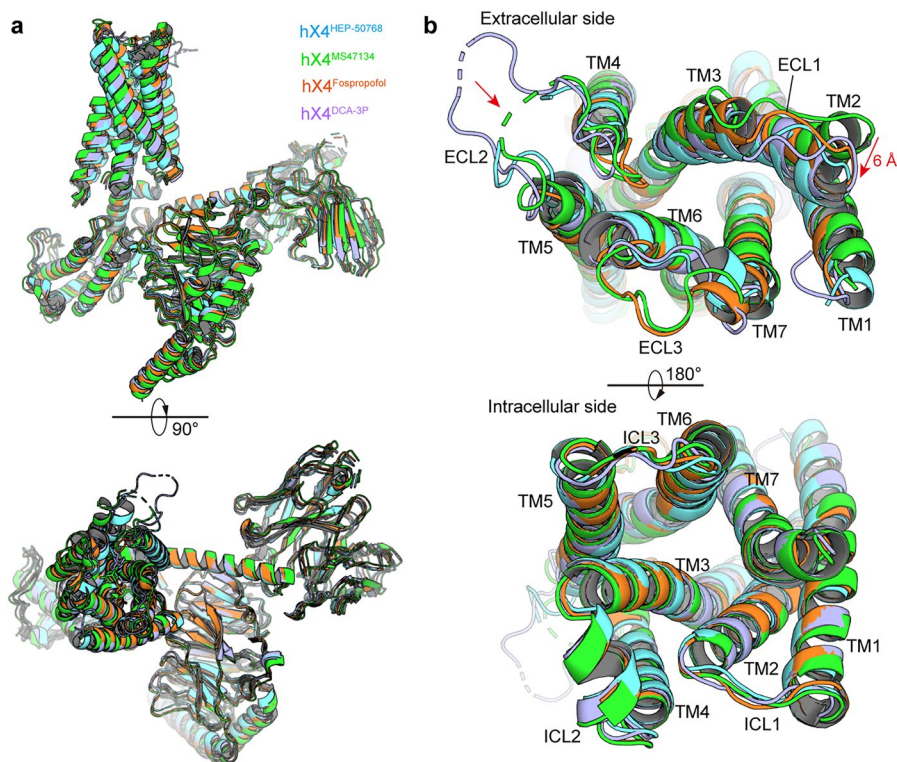 a
hX4HEP-50768
hX4MS47134
hX4Fospropofol
hX4DCA-3P
90°
b
Extracellular side
TM4
TM3
ECL1
TM2
6 Å
ECL2
TM5
TM6
TM7
TM1
ECL3
180°
Intracellular side
TM6
ICL3
TM5
TM7
TM3
TM1
TM2
TM4
ICL1
ICL2